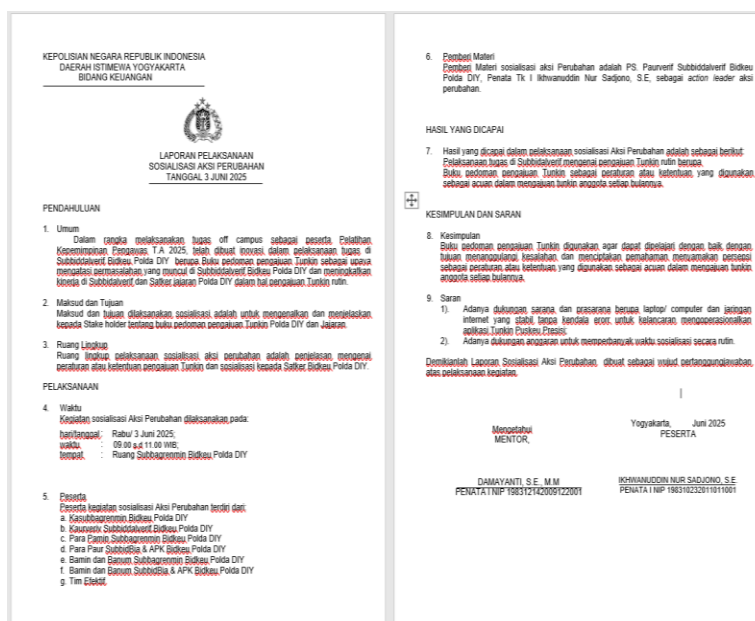 KEPOLISIAN NEGARA REPUBLIK INDONESIA
DAERAH ISTIMEWA YOGYAKARTA
BIDANG KEUANGAN
LAPORAN PELAKSANAAN
SOSIALISASI AKSI PERUBAHAN
TANGGAL 3 JUNI 2025
PENDAHULUAN
1. Umum
Dalam rangka melaksanakan tugas off campus sebagai peserta Pelatihan
Kepemimpinan Pengawas T.A 2025, telah dibuat inovasi dalam pelaksanaan tugas di
Subbiddalverif Bidkeu Polda DIY berupa Buku pedoman pengajuan Tunkin sebagai upaya
mengatasi permasalahan yang muncul di Subbiddalverif Bidkeu Polda DIY dan meningkatkan
kinerja di Subbidalverif dan Satker jajaran Polda DIY dalam hal pengajuan Tunkin rutin.
2. Maksud dan Tujuan
Maksud dan tujuan dilaksanakan sosialisasi adalah untuk mengenalkan dan menjelaskan
kepada Stake holder tentang buku pedoman pengajuan Tunkin Polda DIY dan Jajaran.
3. Ruang Lingkup
Ruang lingkup pelaksanaan sosialisasi aksi perubahan adalah penjelasan mengenai
peraturan atau ketentuan pengajuan Tunkin dan sosialisasi kepada Satker Bidkeu Polda DIY.
PELAKSANAAN
4. Waktu
Kegiatan sosialisasi Aksi Perubahan dilaksanakan pada:
hari/tanggal : Rabu/ 3 Juni 2025;
waktu : 09.00 s.d 11.00 WIB;
tempat : Ruang Subbagrenmin Bidkeu Polda DIY
5. Peserta
Peserta kegiatan sosialisasi Aksi Perubahan terdiri dari:
a. Kasubbagrenmin Bidkeu Polda DIY
b. Kaurveriv Subbiddalverif Bidkeu Polda DIY
c. Para Pamin Subbagrenmin Bidkeu Polda DIY
d. Para Paur SubbidBia & APK Bidkeu Polda DIY
e. Bamin dan Banum Subbagrenmin Bidkeu Polda DIY
f. Bamin dan Banum SubbidBia & APK Bidkeu Polda DIY
g. Tim Efektif.
6. Pemberi Materi
Pemberi Materi sosialisasi aksi Perubahan adalah PS. Paurverif Subbiddalverif Bidkeu
Polda DIY, Penata Tk I Ikhwanuddin Nur Sadjono, S.E, sebagai action leader aksi
perubahan.
HASIL YANG DICAPAI
7. Hasil yang dicapai dalam pelaksanaan sosialisasi Aksi Perubahan adalah sebagai berikut:
Pelaksanaan tugas di Subbidalverif mengenai pengajuan Tunkin rutin berupa
Buku pedoman pengajuan Tunkin sebagai peraturan atau ketentuan yang digunakan
sebagai acuan dalam mengajuan tunkin anggota setiap bulannya.
KESIMPULAN DAN SARAN
8. Kesimpulan
Buku pedoman pengajuan Tunkin digunakan agar dapat dipelajari dengan baik dengan
tujuan menanggulangi kesalahan dan menciptakan pemahaman menyamakan persepsi
sebagai peraturan atau ketentuan yang digunakan sebagai acuan dalam mengajuan tunkin
anggota setiap bulannya.
9. Saran
1). Adanya dukungan sarana dan prasarana berupa laptop/ computer dan jaringan
internet yang stabil tanpa kendala error untuk kelancaran mengoperasionalkan
aplikasi Tunkin Puskeu Presisi;
2). Adanya dukungan anggaran untuk memperbanyak waktu sosialisasi secara rutin.
Demikianlah Laporan Sosialisasi Aksi Perubahan dibuat sebagai wujud pertanggungjawaban
atas pelaksanaan kegiatan.
Mengetahui
MENTOR,
DAMAYANTI, S.E., M.M
PENATA I NIP 198312142009122001
Yogyakarta, Juni 2025
PESERTA
IKHWANUDDIN NUR SADJONO, S.E.
PENATA I NIP 198310232011011001